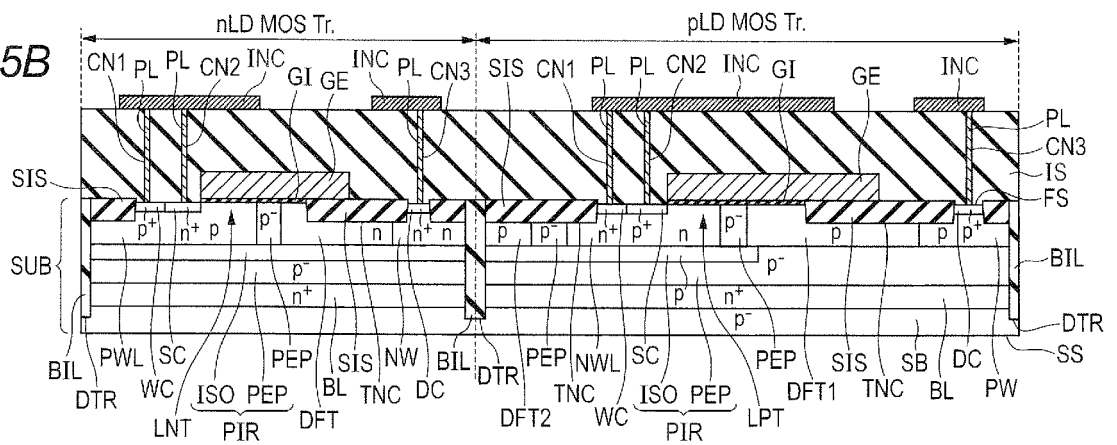 5B
nLD MOS Tr. pLD MOS Tr.
CN1 PL PL CN2 INC GI GE INC PL CN3 SIS CN1 PL PL CN2 INC GI GE INC
PL
CN3
IS
FS
SIS
SUB
p+ n+ p p- n n+ n p p- n+ p+ n p- p p p+
p- p p-
n+ n+
p-
BIL
DTR
SS
BIL PWL SC PEP SIS NW BIL PEP NWL SC PEP SIS SB DC
DTR WC ISO PEP BL TNC DC DTR TNC ISO PEP DFT1 TNC BL PW
LNT DFT DFT2 WC LPT
PIR PIR